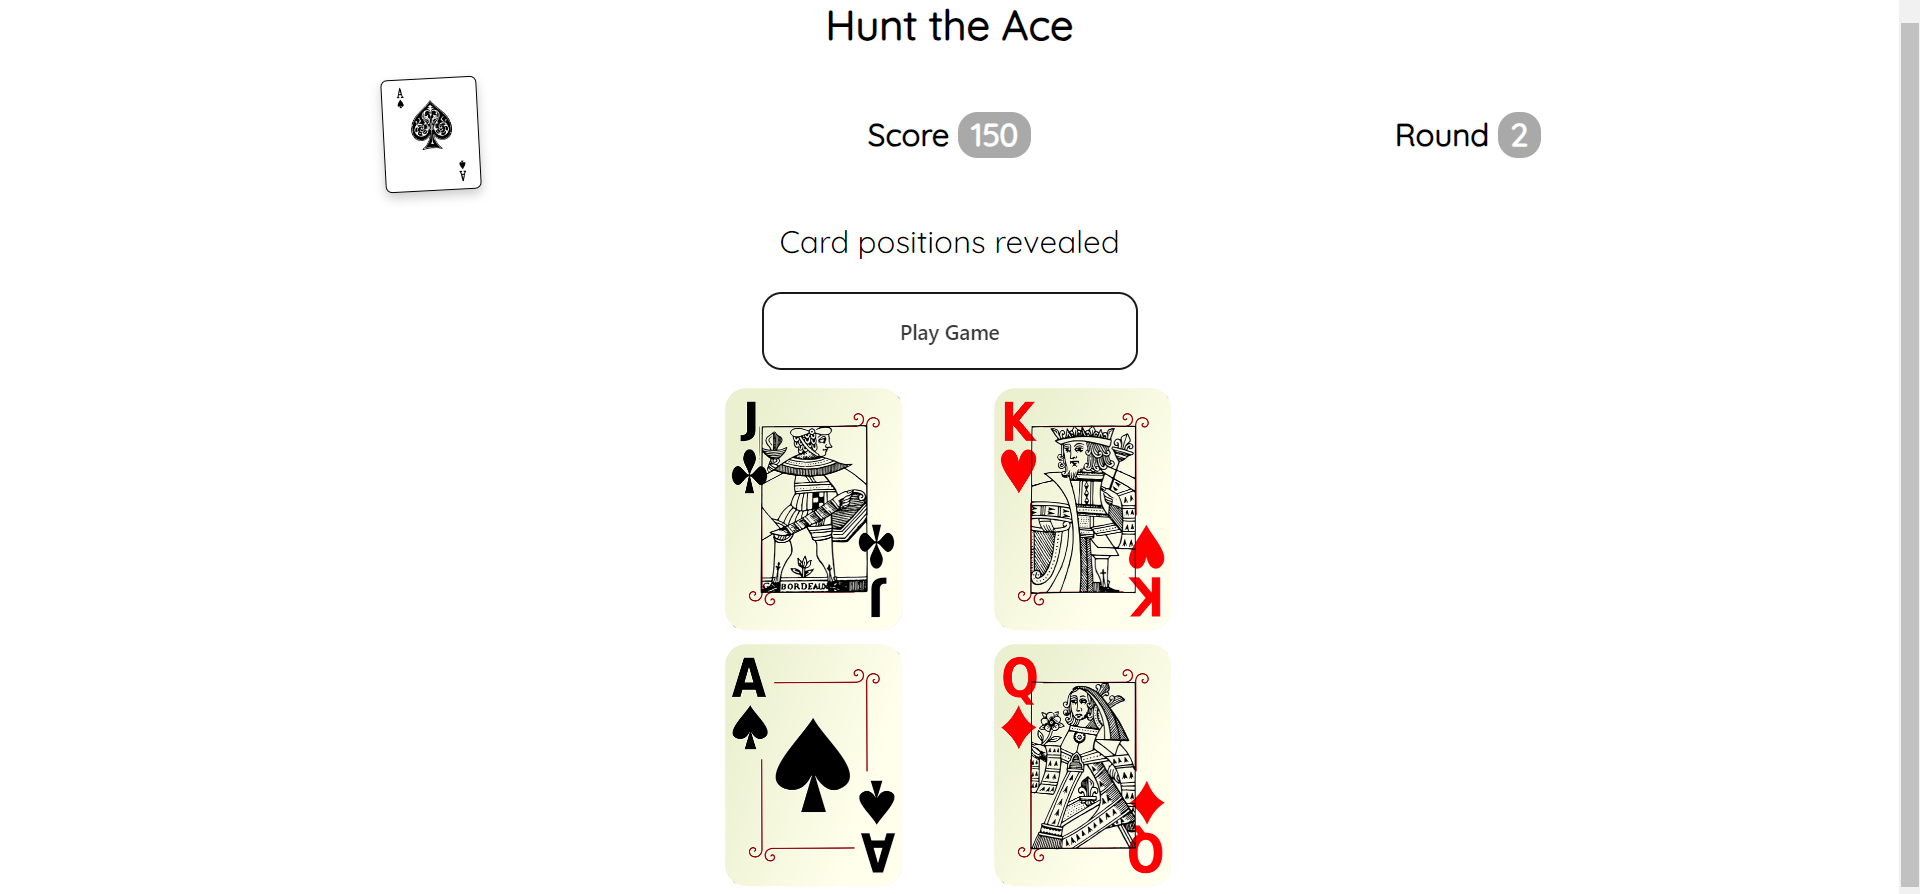 Hunt the Ace
A
A
Score 150
Round 2
Card positions revealed
Play Game
J
K
BORDEAUX
J
K
A
Q
A
Q